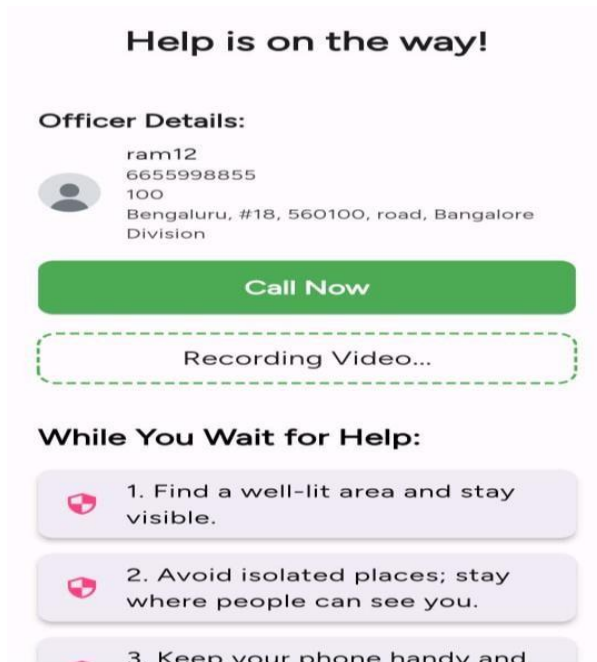 Help is on the way!
Officer Details:
ram12
6655998855
100
Bengaluru, #18, 560100, road, Bangalore
Division
Call Now
Recording Video...
While You Wait for Help:
1. Find a well-lit area and stay
visible.
2. Avoid isolated places; stay
where people can see you.
3. Keep your phone handy and